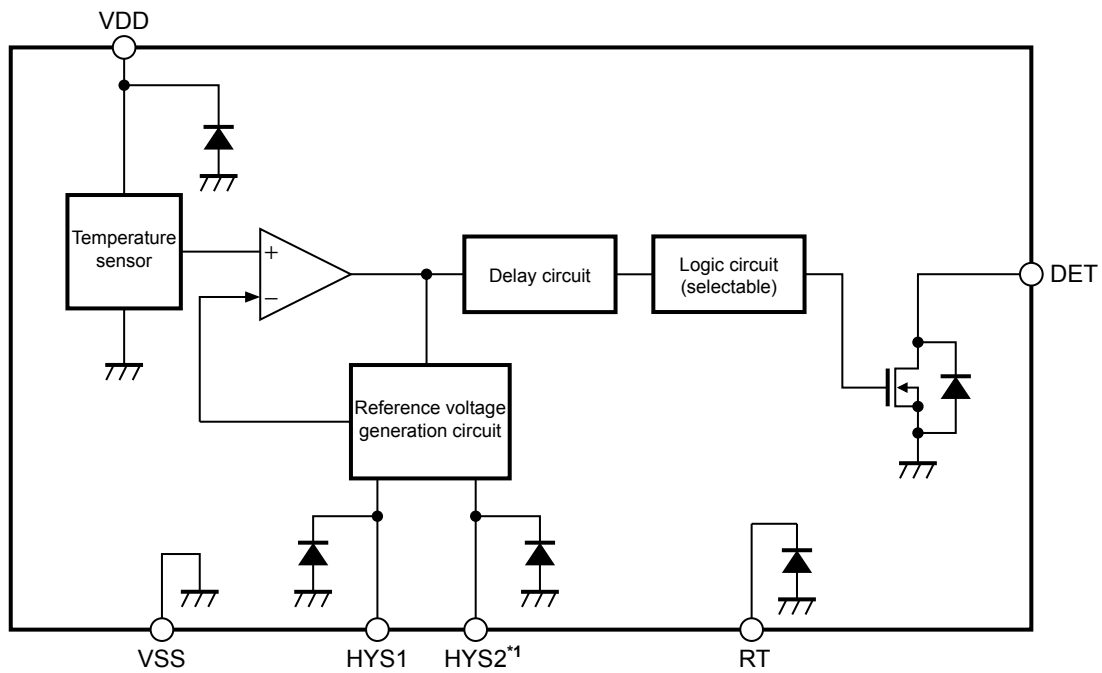 VDD
Temperature
sensor
+
−
Delay circuit
Logic circuit
(selectable)
DET
Reference voltage
generation circuit
VSS
HYS1
HYS2*1
RT